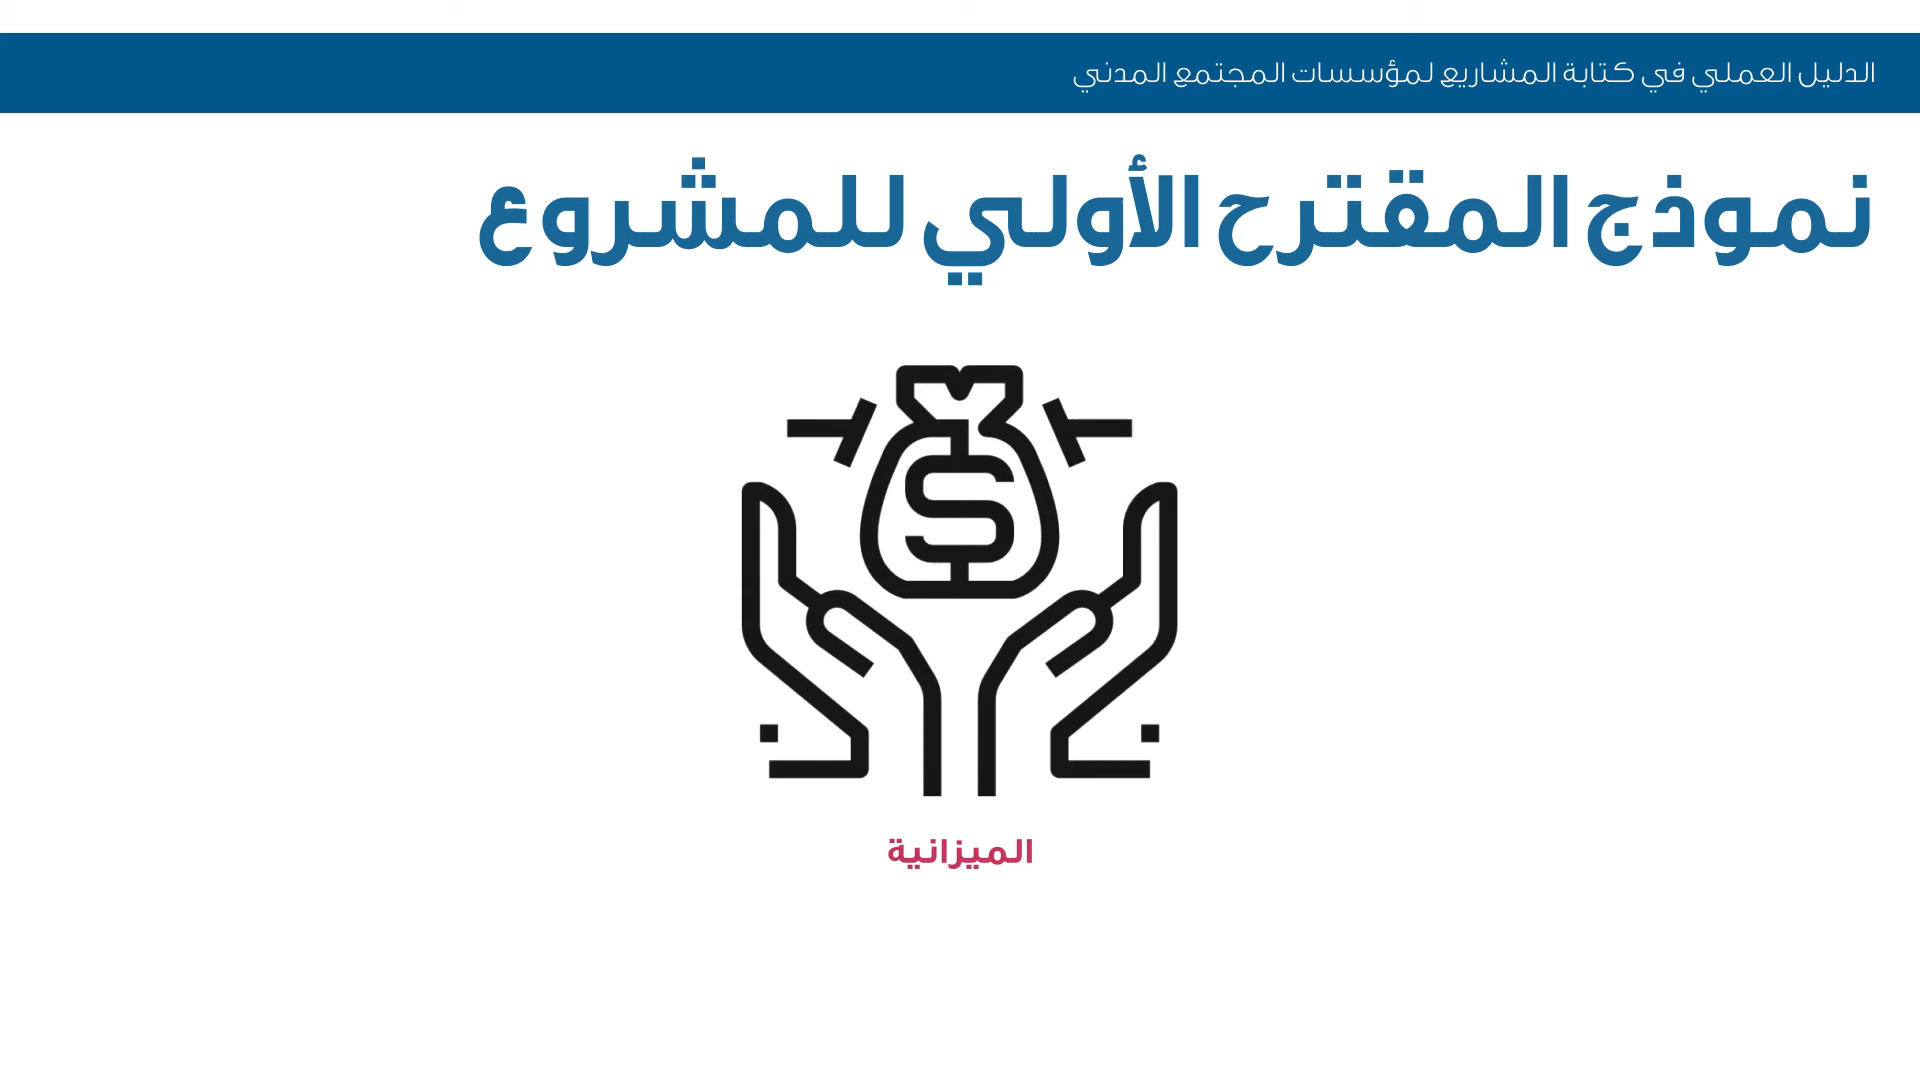 الدليل العملي في كتابة المشاريع لمؤسسات المجتمع المدني
نموذج المقترح الأولي للمشروع
$
الميزانية